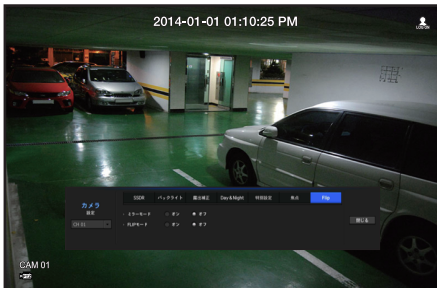 2014-01-01 01:10:25 PM
LOGON
SSDR バックライト 露出補正 Day&Night 特別設定 焦点 Flip
カメラ
設定
CH 01
・ミラーモード オン オフ
・FLIPモード オン オフ
閉じる
CAM 01